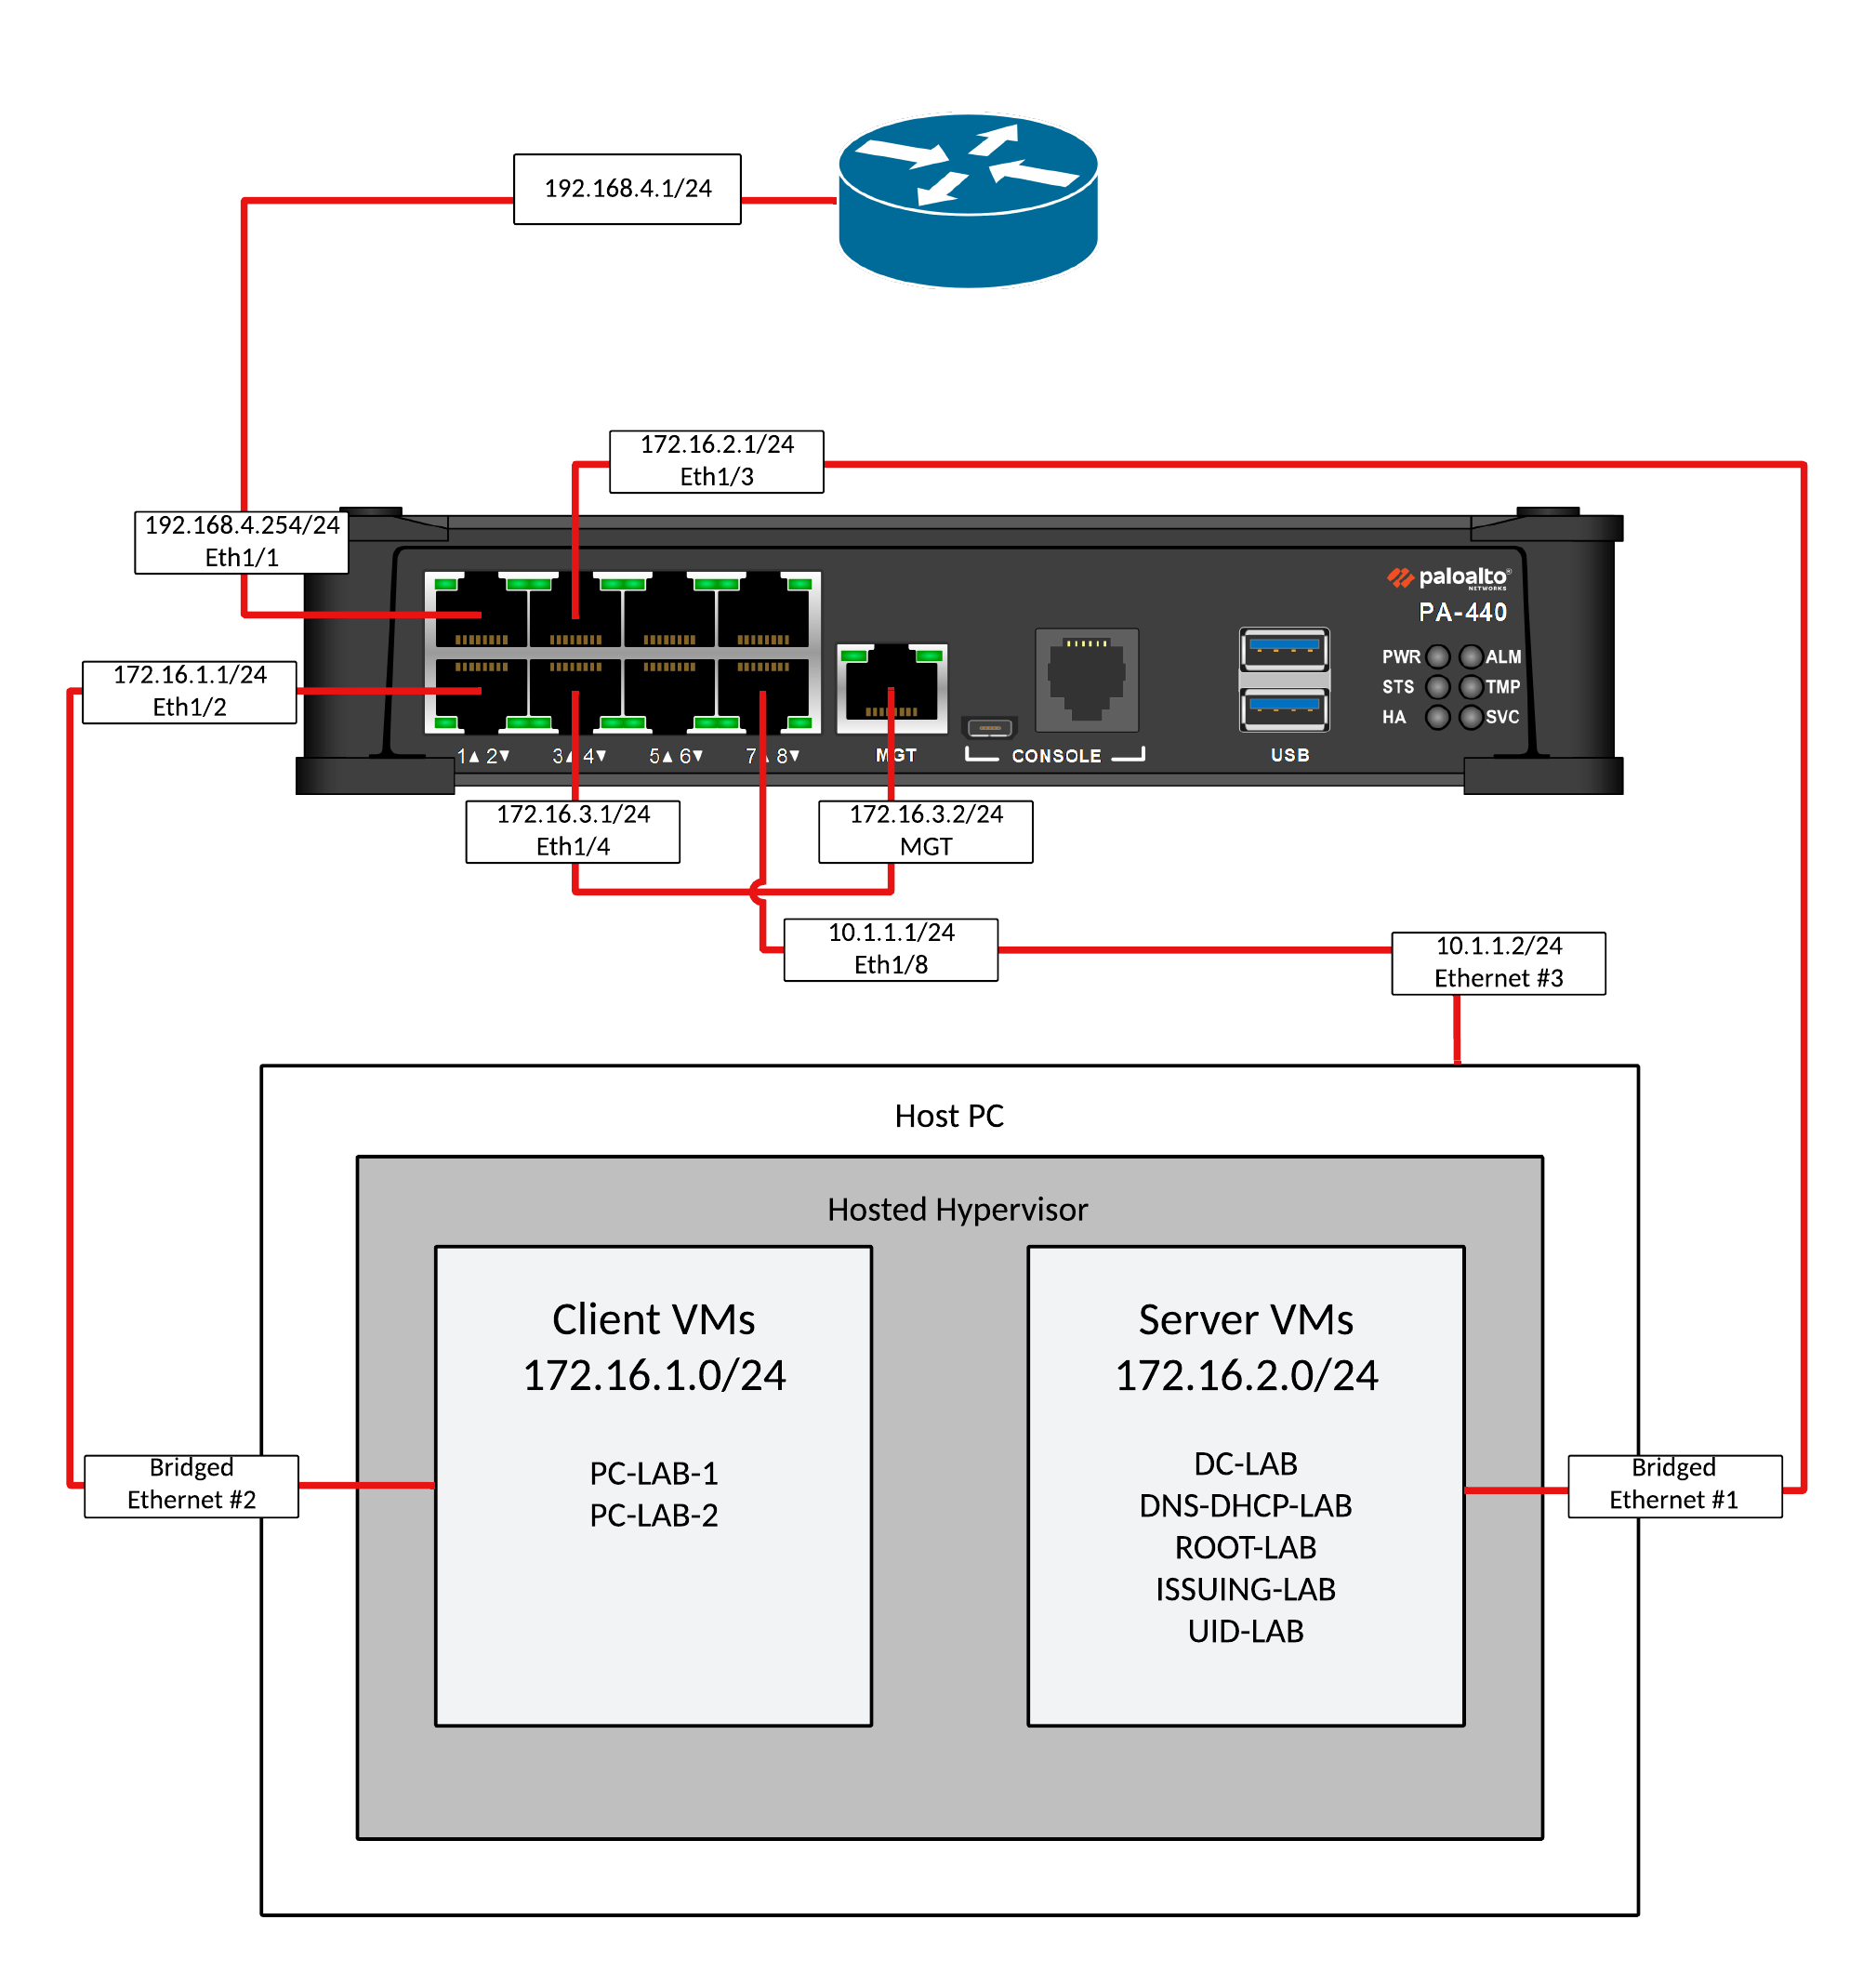 192.168.4.1/24
172.16.2.1/24
Eth1/3
192.168.4.254/24
Eth1/1
paloalto®
NETWORKS
PA-440
172.16.1.1/24
Eth1/2
PWR ALM
STS TMP
HA SVC
1▲ 2▼ 3▲ 4▼ 5▲ 6▼ 7▲ 8▼ MGT CONSOLE USB
172.16.3.1/24
Eth1/4
172.16.3.2/24
MGT
10.1.1.1/24
Eth1/8
10.1.1.2/24
Ethernet #3
Host PC
Hosted Hypervisor
Client VMs
172.16.1.0/24
PC-LAB-1
PC-LAB-2
Server VMs
172.16.2.0/24
DC-LAB
DNS-DHCP-LAB
ROOT-LAB
ISSUING-LAB
UID-LAB
Bridged
Ethernet #2
Bridged
Ethernet #1